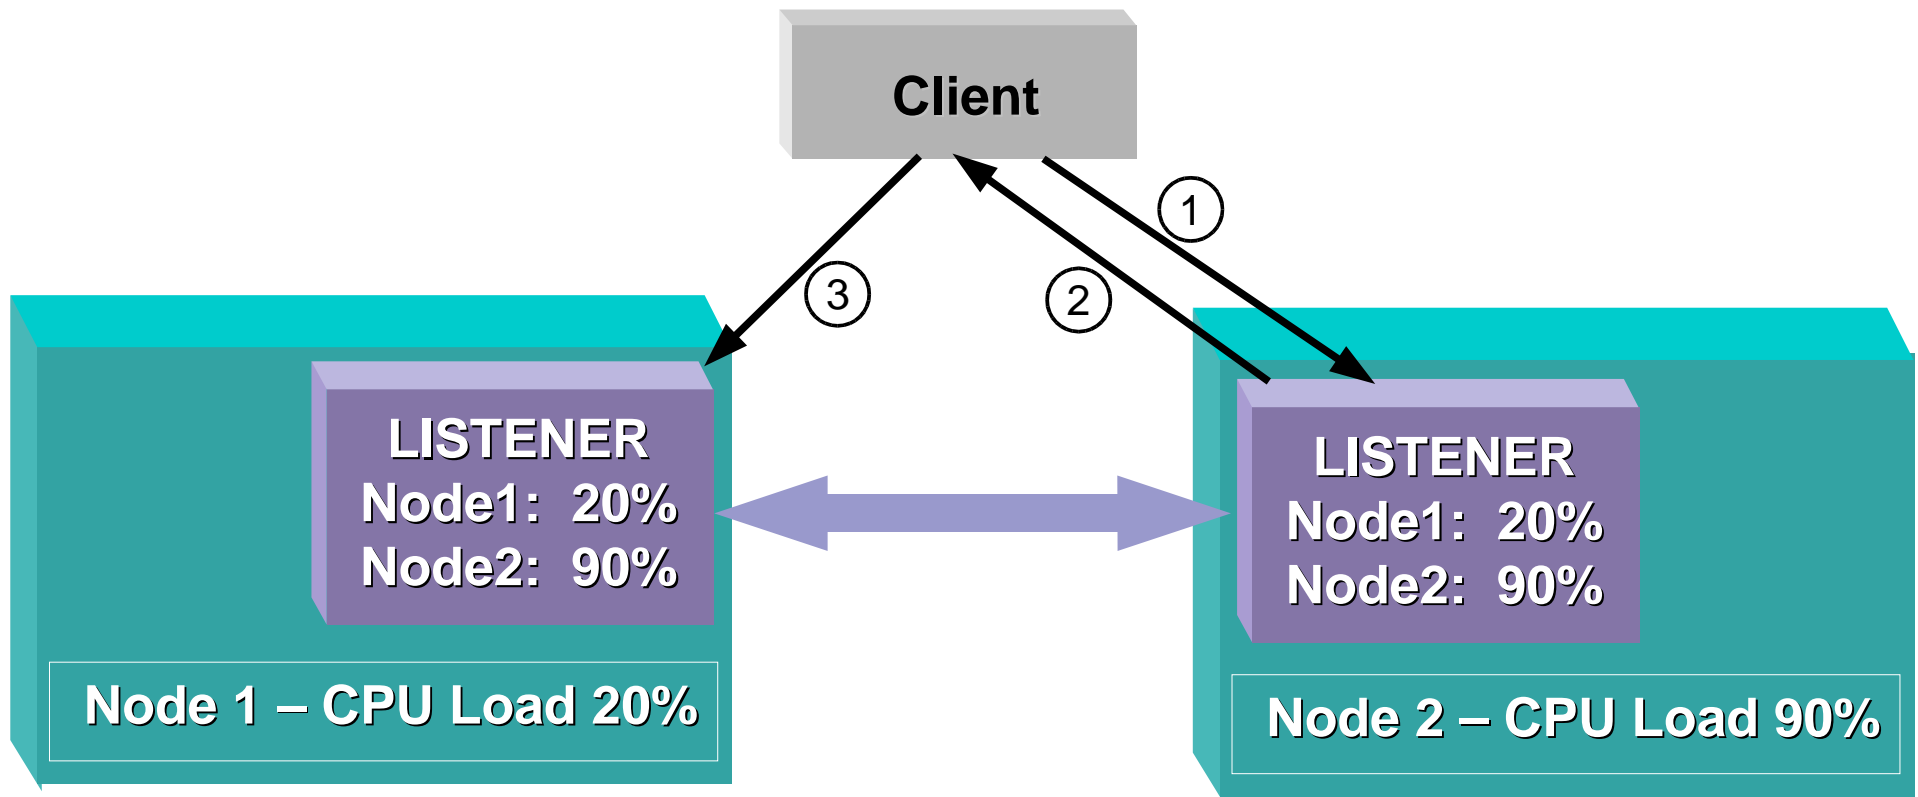 Client
1
2
3
LISTENER
Node1: 20%
Node2: 90%
Node 1 – CPU Load 20%
LISTENER
Node1: 20%
Node2: 90%
Node 2 – CPU Load 90%